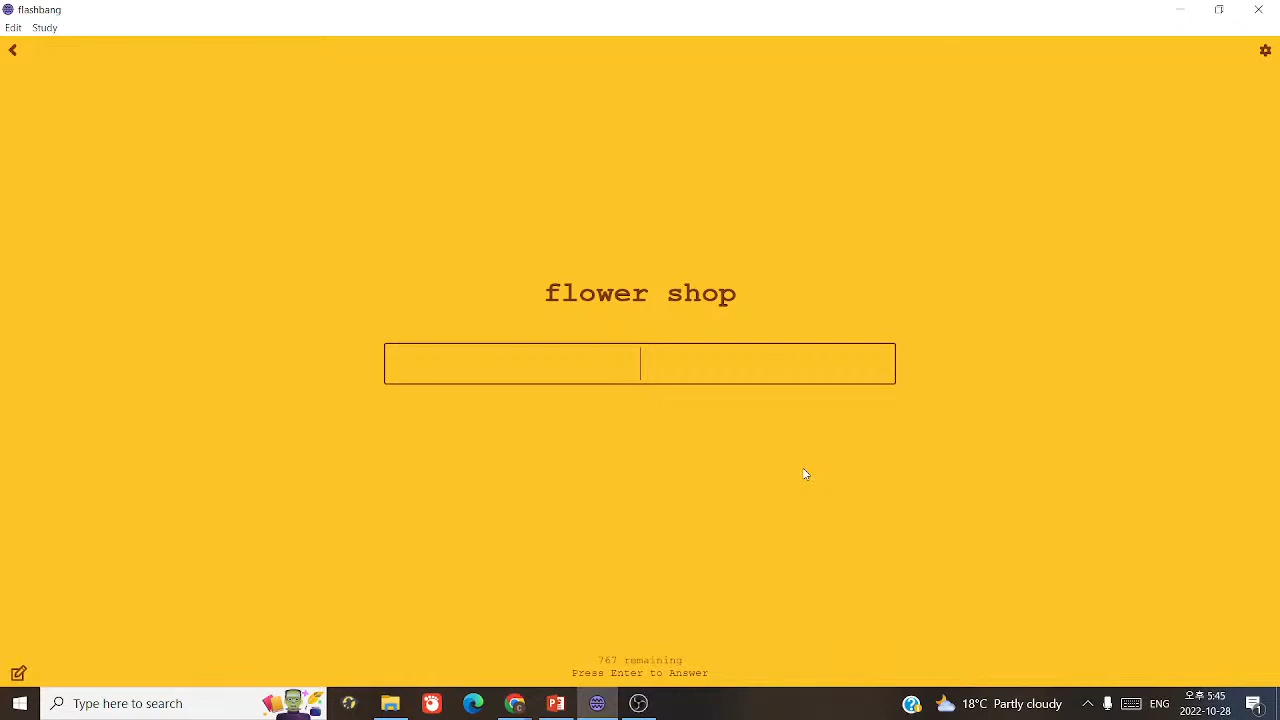 flashbang
Edit Study
flower shop
767 remaining
Press Enter to Answer
Type here to search
18°C Partly cloudy
ENG
오후 5:45
2022-10-28
1